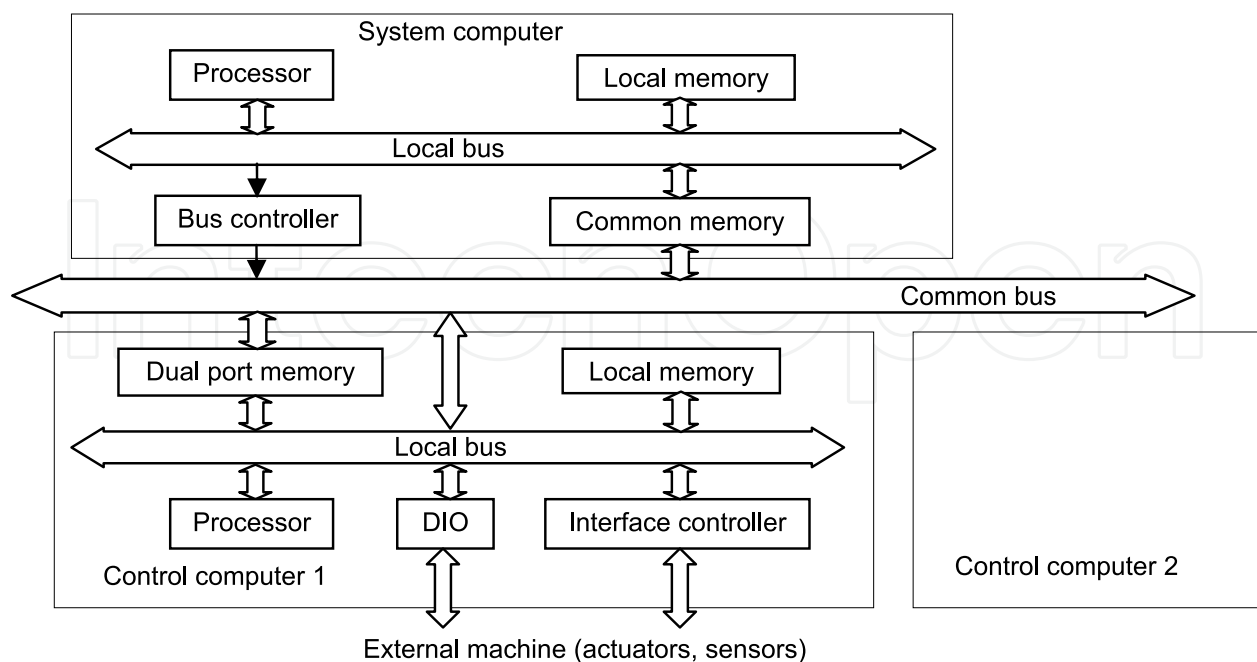 System computer
Processor
Local memory
Local bus
Bus controller
Common memory
IntechOpen
Common bus
Dual port memory
Local memory
Local bus
Processor
DIO
Interface controller
Control computer 1
Control computer 2
External machine (actuators, sensors)